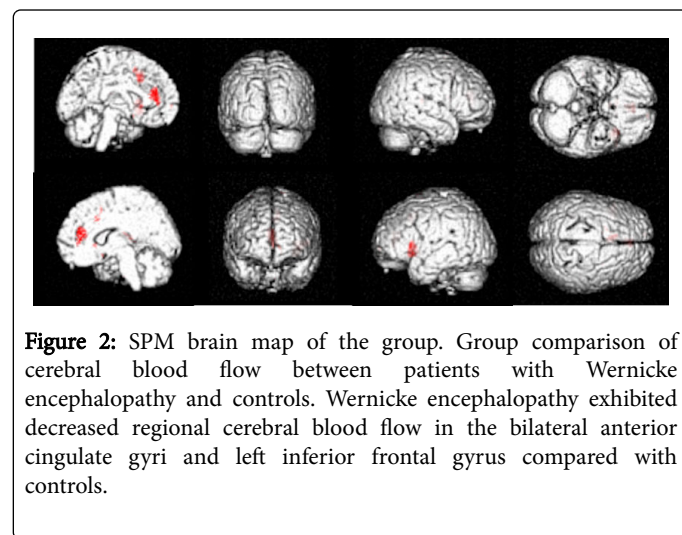 Figure 2: SPM brain map of the group. Group comparison of
cerebral blood flow between patients with Wernicke
encephalopathy and controls. Wernicke encephalopathy exhibited
decreased regional cerebral blood flow in the bilateral anterior
cingulate gyri and left inferior frontal gyrus compared with
controls.